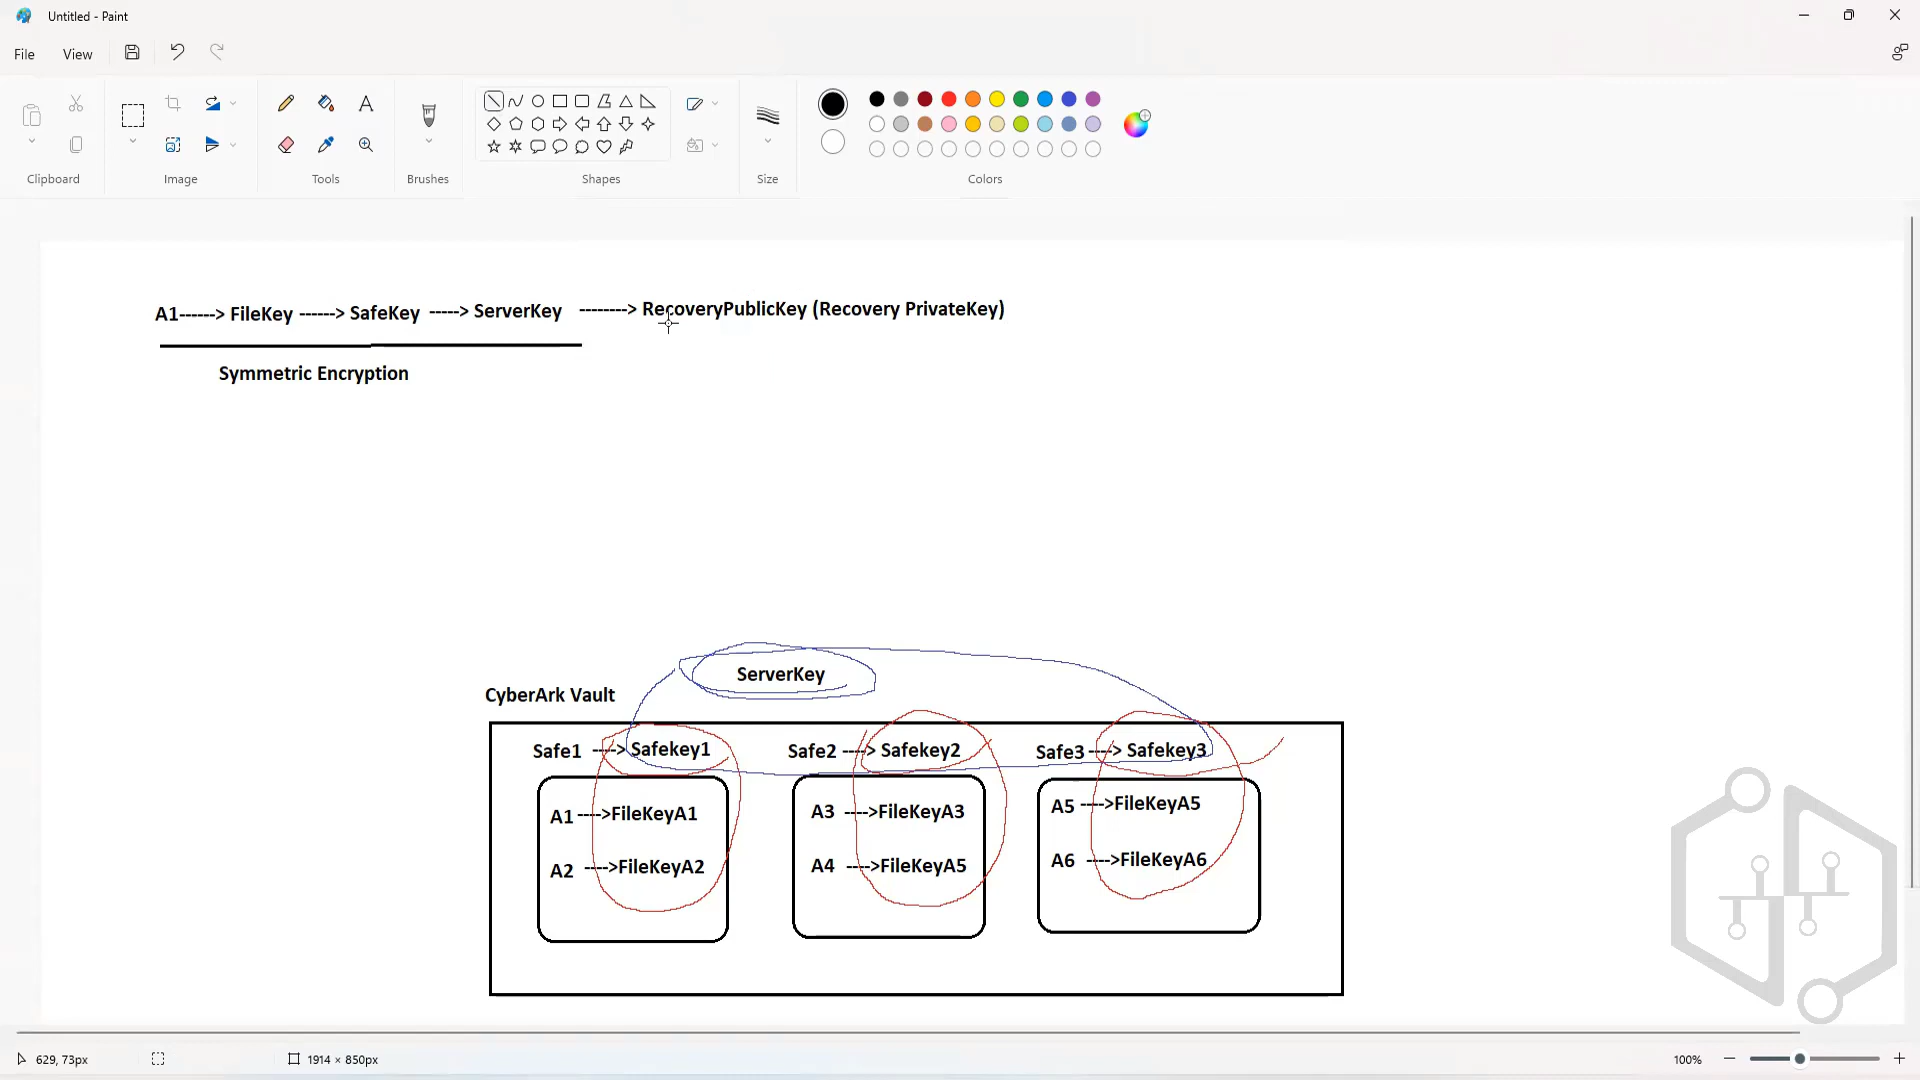 Untitled - Paint
File View
Clipboard Image Tools Brushes Shapes Size Colors
A1------> FileKey ------> SafeKey -----> ServerKey --------> RecoveryPublicKey (Recovery PrivateKey)
Symmetric Encryption
ServerKey
CyberArk Vault
Safe1 ----> Safekey1 Safe2 ----> Safekey2 Safe3 ----> Safekey3
A1 ---->FileKeyA1 A3 ---->FileKeyA3 A5 ---->FileKeyA5
A2 ---->FileKeyA2 A4 ---->FileKeyA5 A6 ---->FileKeyA6
629, 73px 1914 × 850px 100%